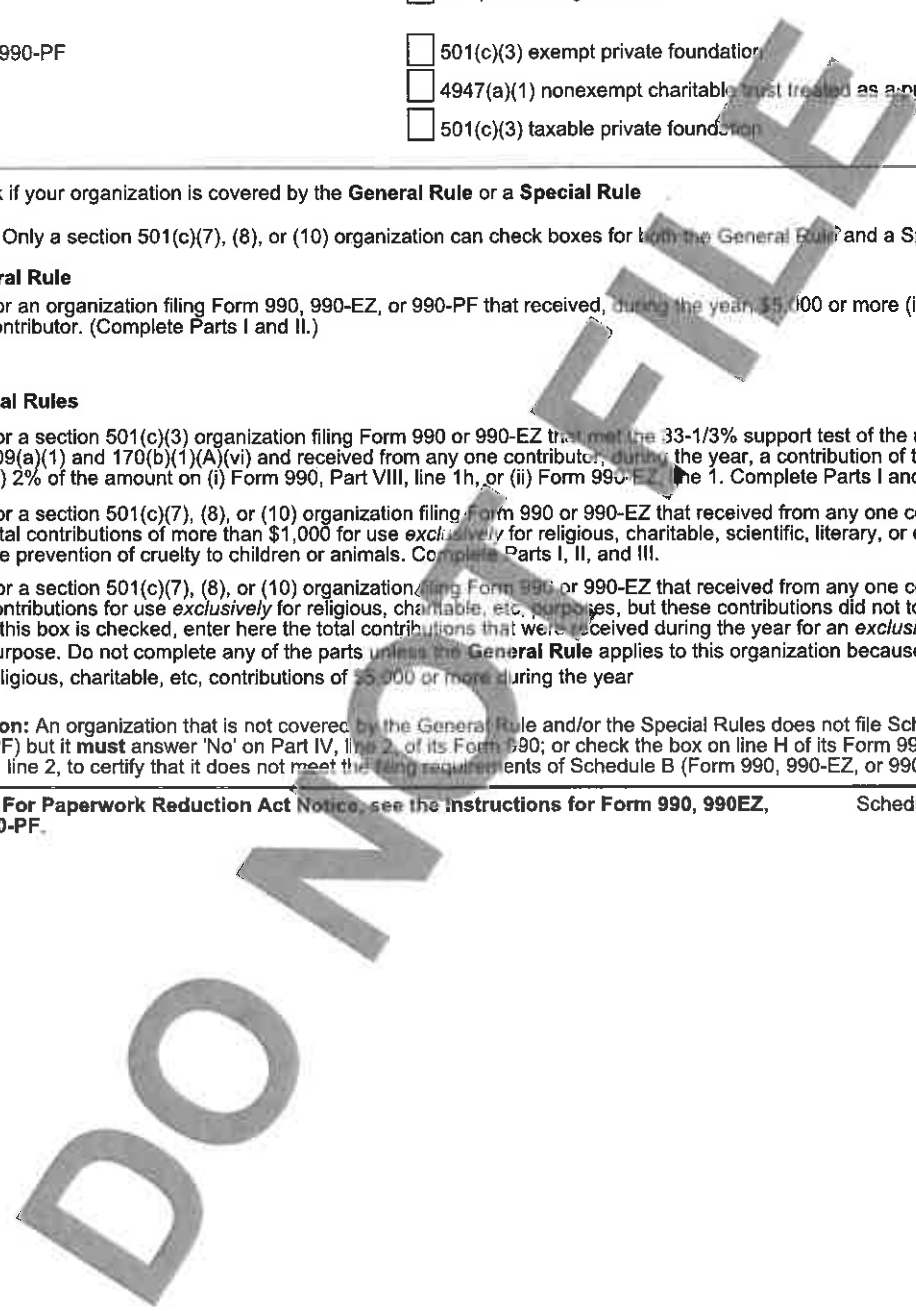 990-PF
501(c)(3) exempt private foundation
4947(a)(1) nonexempt charitable trust treated as a
501(c)(3) taxable private foundation
if your organization is covered by the General Rule or a Special Rule
Only a section 501(c)(7), (8), or (10) organization can check boxes for both the General Rule and a S
ral Rule
or an organization filing Form 990, 990-EZ, or 990-PF that received, during the year, $5,000 or more (i
ontributor. (Complete Parts I and II.)
al Rules
or a section 501(c)(3) organization filing Form 990 or 990-EZ that met the 33-1/3% support test of the
09(a)(1) and 170(b)(1)(A)(vi) and received from any one contributor, during the year, a contribution of t
) 2% of the amount on (i) Form 990, Part VIII, line 1h, or (ii) Form 990-EZ, line 1. Complete Parts I and
or a section 501(c)(7), (8), or (10) organization filing Form 990 or 990-EZ that received from any one c
tal contributions of more than $1,000 for use exclusively for religious, charitable, scientific, literary, or
e prevention of cruelty to children or animals. Complete Parts I, II, and III.
or a section 501(c)(7), (8), or (10) organization filing Form 990 or 990-EZ that received from any one c
ontributions for use exclusively for religious, charitable, etc, purposes, but these contributions did not to
this box is checked, enter here the total contributions that were received during the year for an exclusi
urpose. Do not complete any of the parts unless the General Rule applies to this organization because
ligious, charitable, etc, contributions of $5,000 or more during the year
on: An organization that is not covered by the General Rule and/or the Special Rules does not file Sch
F) but it must answer 'No' on Part IV, line 2, of its Form 990; or check the box on line H of its Form 99
line 2, to certify that it does not meet the filing requirements of Schedule B (Form 990, 990-EZ, or 990
For Paperwork Reduction Act Notice, see the Instructions for Form 990, 990EZ,
Sched
0-PF.
DO NOT FILE